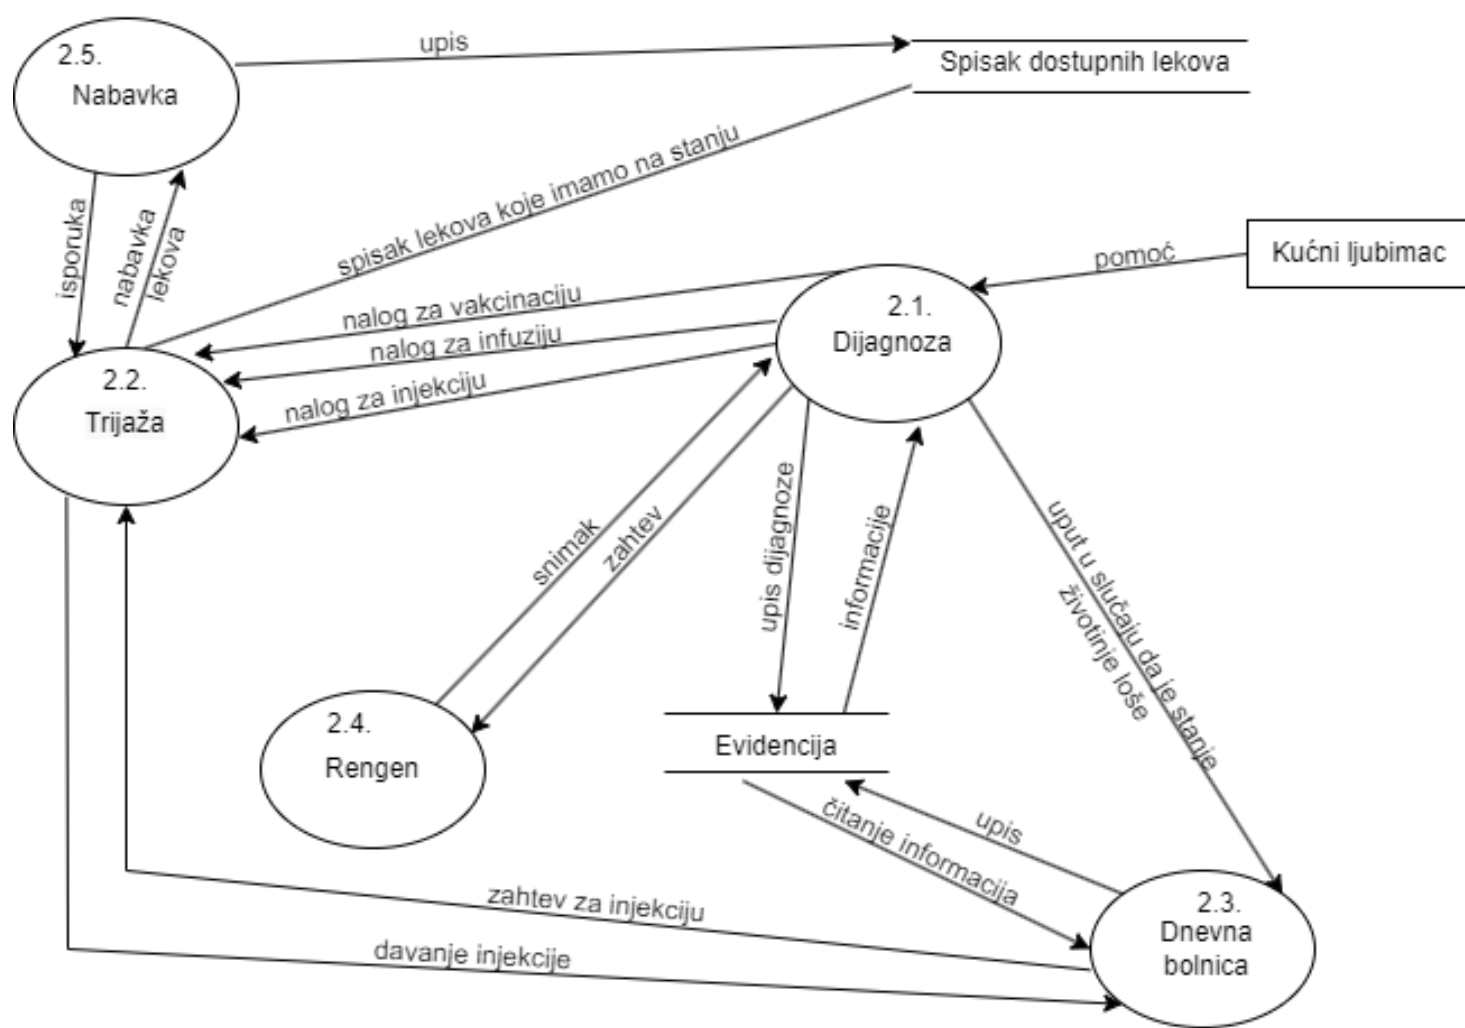 2.5.
Nabavka
upis
Spisak dostupnih lekova
isporuka
nabavka
lekova
spisak lekova koje imamo na stanju
pomoć
Kućni ljubimac
2.1.
Dijagnoza
nalog za vakcinaciju
nalog za infuziju
nalog za injekciju
2.2.
Trijaža
snimak
zahtev
upis dijagnoze
informacije
uput u slučaju da je stanje
životinje loše
2.4.
Rengen
Evidencija
čitanje informacija
upis
zahtev za injekciju
davanje injekcije
2.3.
Dnevna
bolnica